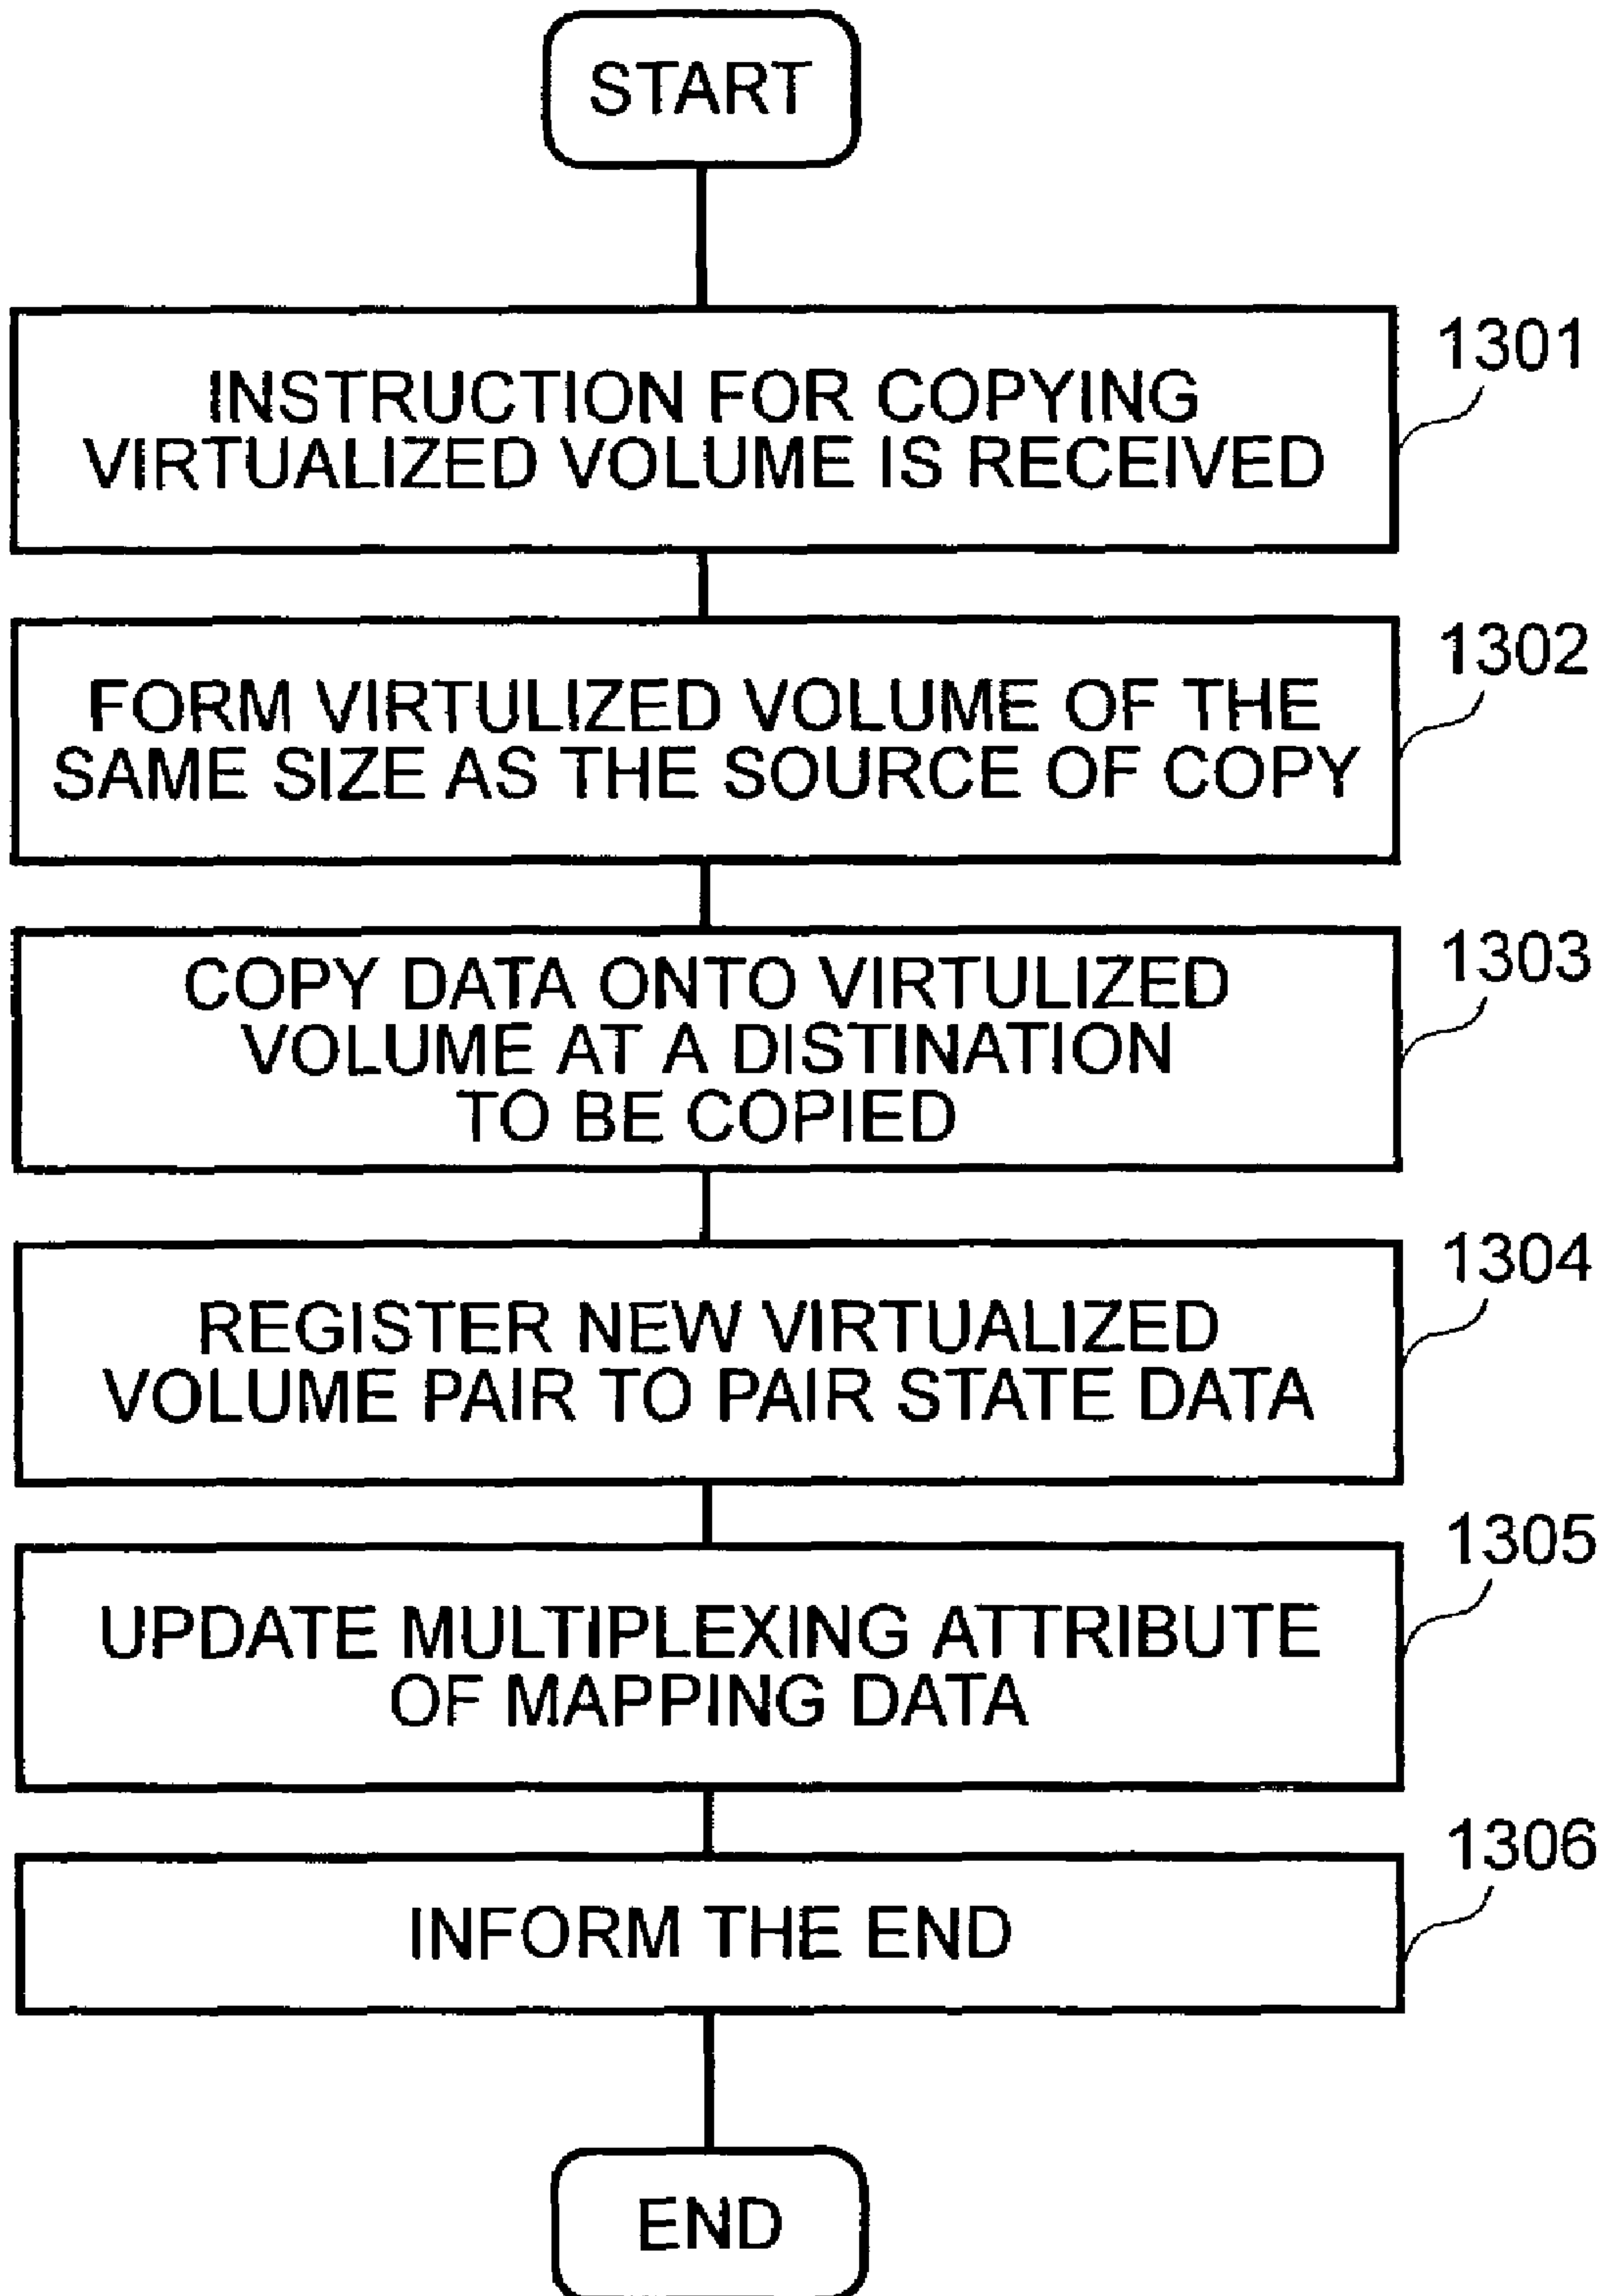 START
INSTRUCTION FOR COPYING
VIRTUALIZED VOLUME IS RECEIVED
1301
FORM VIRTULIZED VOLUME OF THE
SAME SIZE AS THE SOURCE OF COPY
1302
COPY DATA ONTO VIRTULIZED
VOLUME AT A DISTINATION
TO BE COPIED
1303
REGISTER NEW VIRTUALIZED
VOLUME PAIR TO PAIR STATE DATA
1304
UPDATE MULTIPLEXING ATTRIBUTE
OF MAPPING DATA
1305
INFORM THE END
1306
END